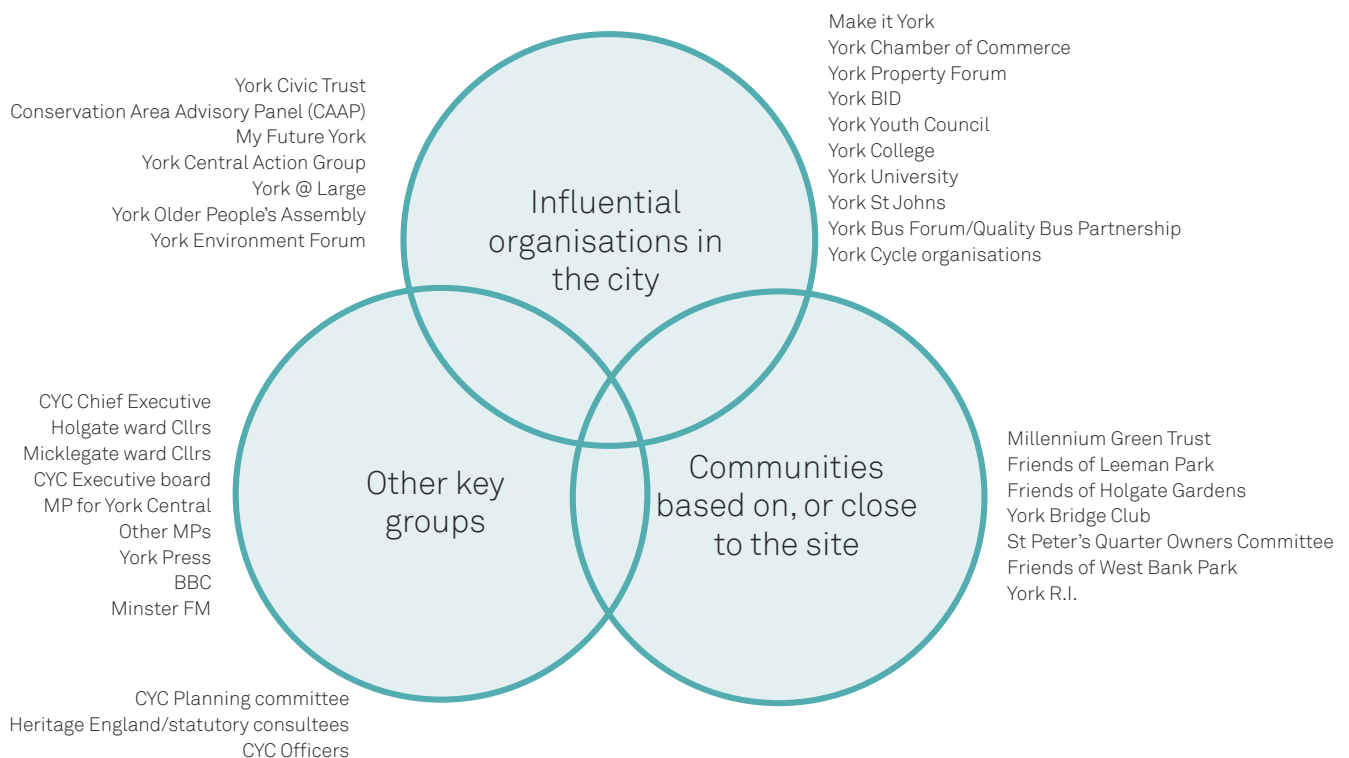 York Civic Trust
Conservation Area Advisory Panel (CAAP)
My Future York
York Central Action Group
York @ Large
York Older People’s Assembly
York Environment Forum
Make it York
York Chamber of Commerce
York Property Forum
York BID
York Youth Council
York College
York University
York St Johns
York Bus Forum/Quality Bus Partnership
York Cycle organisations
Influential
organisations in
the city
CYC Chief Executive
Holgate ward Cllrs
Micklegate ward Cllrs
CYC Executive board
MP for York Central
Other MPs
York Press
BBC
Minster FM
Other key
groups
Communities
based on, or close
to the site
Millennium Green Trust
Friends of Leeman Park
Friends of Holgate Gardens
York Bridge Club
St Peter’s Quarter Owners Committee
Friends of West Bank Park
York R.I.
CYC Planning committee
Heritage England/statutory consultees
CYC Officers